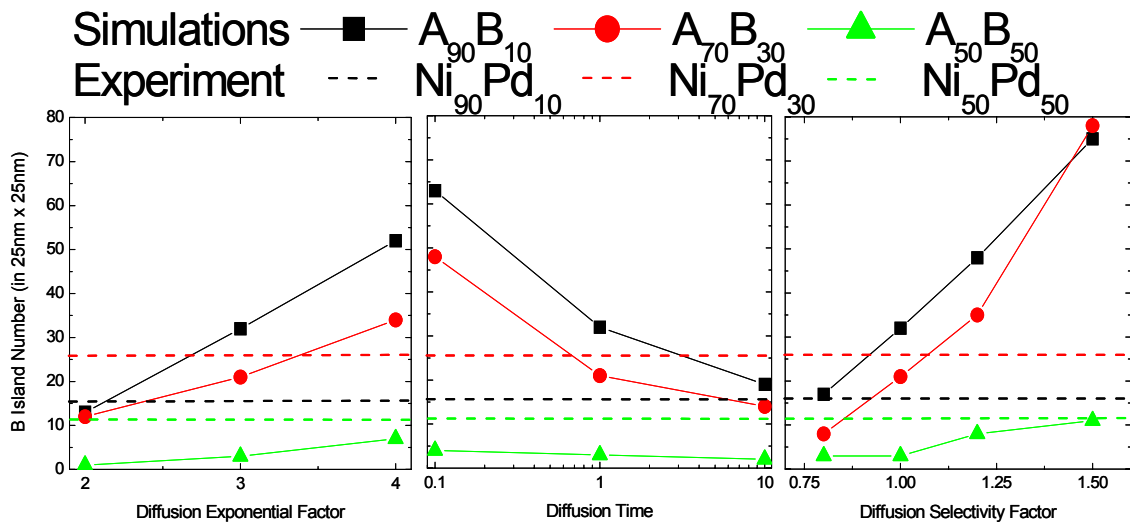 Simulations A90B10 A70B30 A50B50
Experiment Ni90Pd10 Ni70Pd30 Ni50Pd50
B Island Number (in 25nm x 25nm)
80
70
60
50
40
30
20
10
0
2 3 4
0.1 1 10
0.75 1.00 1.25 1.50
Diffusion Exponential Factor
Diffusion Time
Diffusion Selectivity Factor